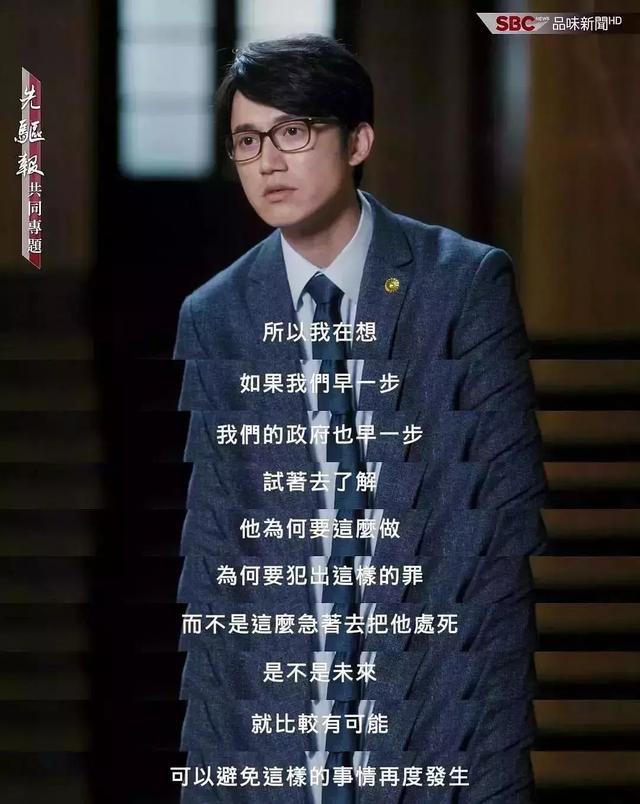 SBC NEWS 品味新聞HD
先驅報
共同專題
所以我在想
如果我們早一步
我們的政府也早一步
試著去了解
他為何要這麼做
為何要犯出這樣的罪
而不是這麼急著去把他處死
是不是未來
就比較有可能
可以避免這樣的事情再度發生